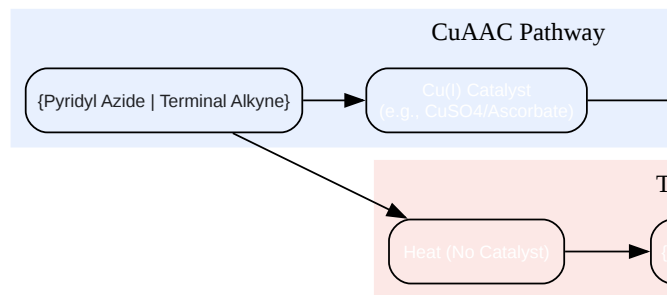 CuAAC Pathway
{Pyridyl Azide | Terminal Alkyne}
Cu(I) Catalyst
(e.g., CuSO4/Ascorbate)
T
Heat (No Catalyst)
{